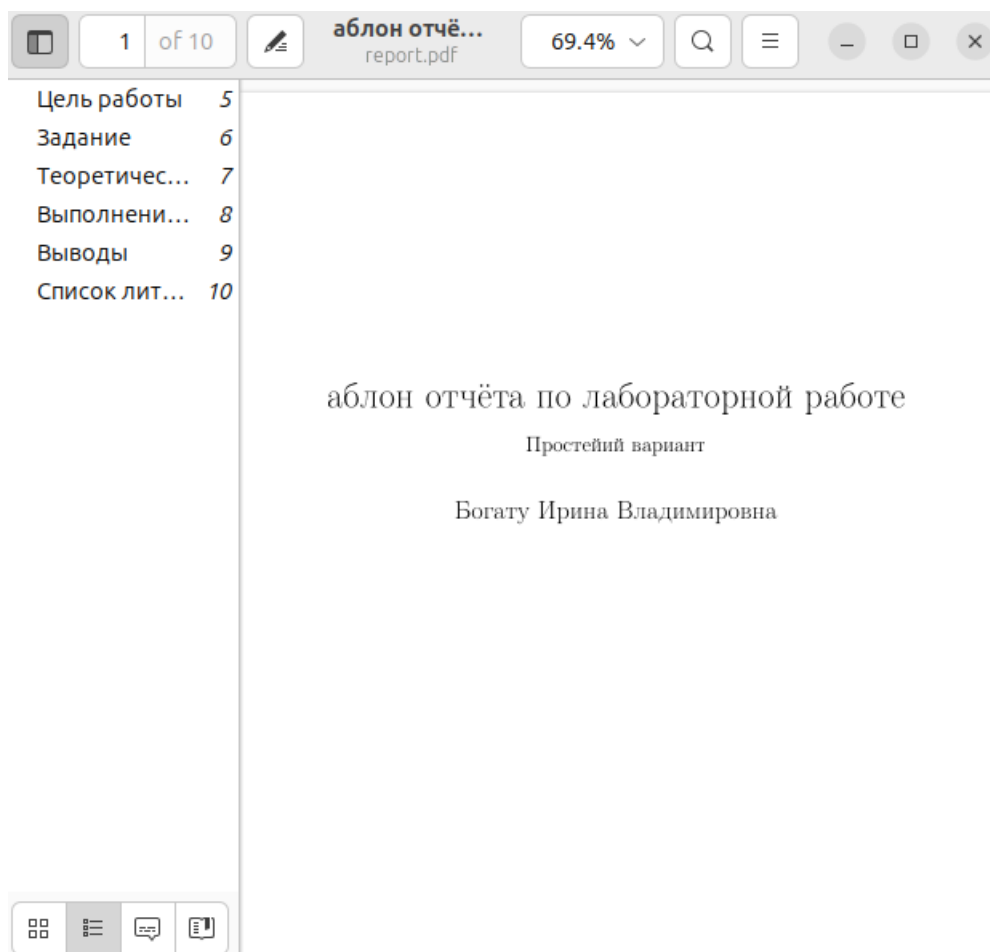 1 of 10
аблон отчё...
report.pdf
69.4%
Цель работы 5
Задание 6
Теоретичес... 7
Выполнени... 8
Выводы 9
Список лит... 10
аблон отчёта по лабораторной работе
Простейий вариант
Богату Ирина Владимировна